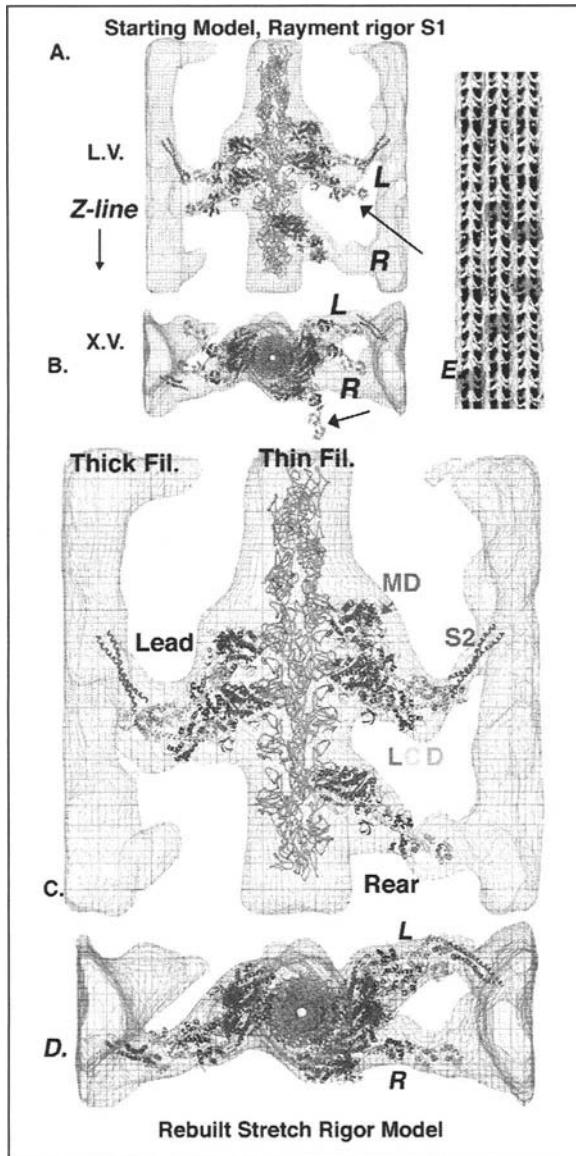 Starting Model, Rayment rigor S1
A.
L.V.
L
Z-line
R
X.V.
L
B.
R
E
Thick Fil.
Thin Fil.
MD
Lead
S2
LCD
C.
Rear
L
D.
R
Rebuilt Stretch Rigor Model